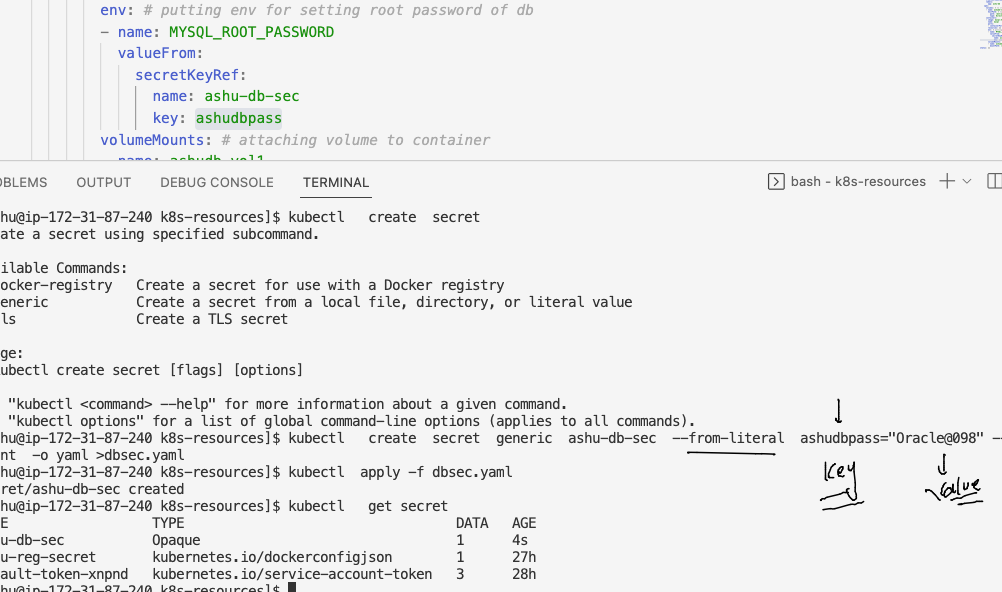 env: # putting env for setting root password of db
- name: MYSQL_ROOT_PASSWORD
valueFrom:
secretKeyRef:
name: ashu-db-sec
key: ashudbpass
volumeMounts: # attaching volume to container
name: ashudb-vol1
OBLEMS OUTPUT DEBUG CONSOLE TERMINAL bash - k8s-resources
hu@ip-172-31-87-240 k8s-resources]$ kubectl create secret
ate a secret using specified subcommand.
ilable Commands:
ocker-registry Create a secret for use with a Docker registry
eneric Create a secret from a local file, directory, or literal value
ls Create a TLS secret
ge:
ubectl create secret [flags] [options]
"kubectl <command> --help" for more information about a given command.
"kubectl options" for a list of global command-line options (applies to all commands).
hu@ip-172-31-87-240 k8s-resources]$ kubectl create secret generic ashu-db-sec --from-literal ashudbpass="Oracle@098" --
nt -o yaml >dbsec.yaml
hu@ip-172-31-87-240 k8s-resources]$ kubectl apply -f dbsec.yaml
ret/ashu-db-sec created
key value
hu@ip-172-31-87-240 k8s-resources]$ kubectl get secret
E TYPE DATA AGE
u-db-sec Opaque 1 4s
u-reg-secret kubernetes.io/dockerconfigjson 1 27h
ault-token-xnpnd kubernetes.io/service-account-token 3 28h
hu@ip-172-31-87-240 k8s-resources]$